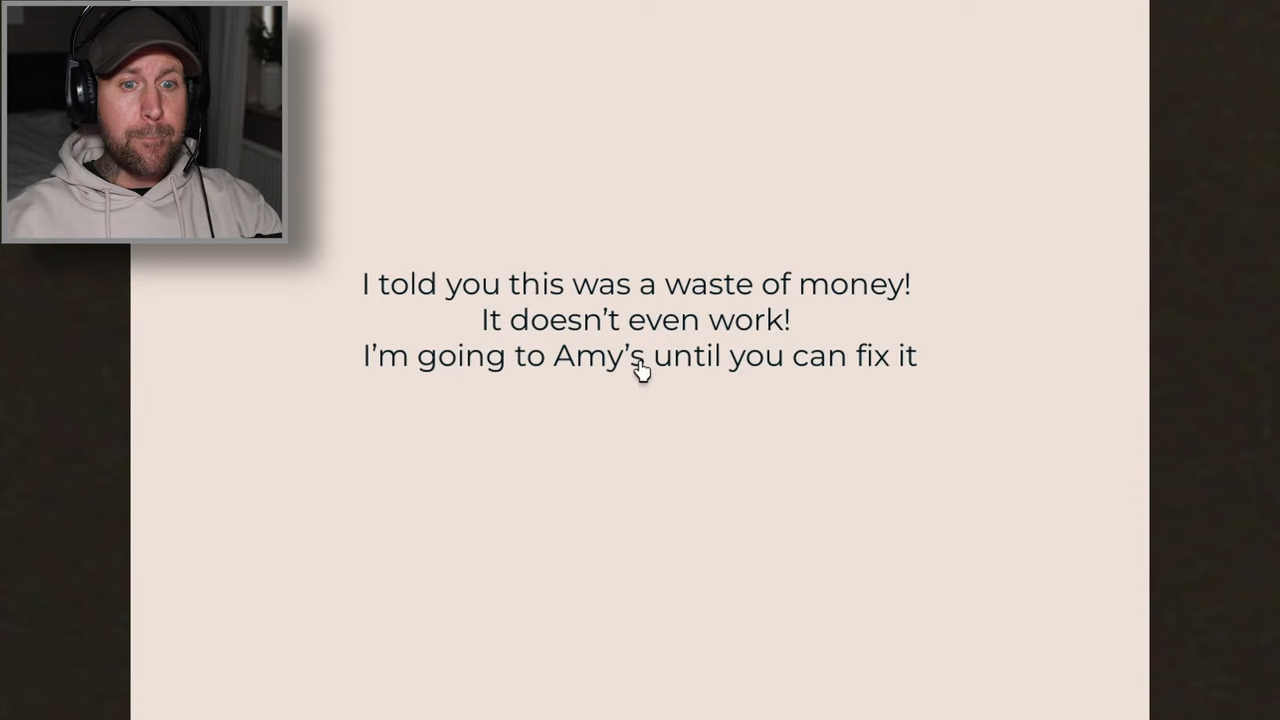 I told you this was a waste of money!
It doesn’t even work!
I’m going to Amy’s until you can fix it